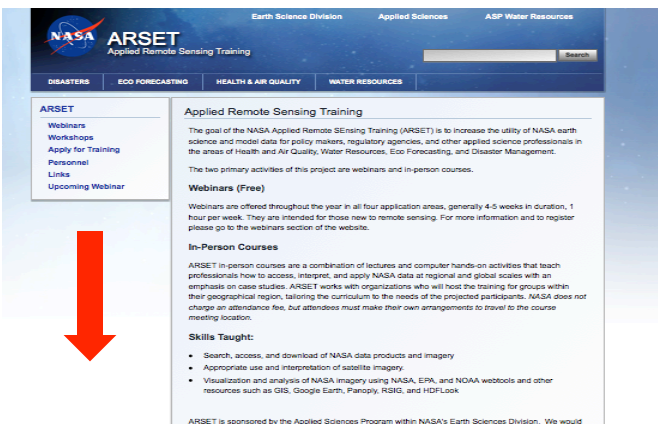 Earth Science Division Applied Sciences ASP Water Resources
NASA
ARSET
Applied Remote Sensing Training
Search
DISASTERS ECO FORECASTING HEALTH & AIR QUALITY WATER RESOURCES
ARSET
Webinars
Workshops
Apply for Training
Personnel
Links
Upcoming Webinar
Applied Remote Sensing Training
The goal of the NASA Applied Remote SEnsing Training (ARSET) is to increase the utility of NASA earth
science and model data for policy makers, regulatory agencies, and other applied science professionals in
the areas of Health and Air Quality, Water Resources, Eco Forecasting, and Disaster Management.
The two primary activities of this project are webinars and in-person courses.
Webinars (Free)
Webinars are offered throughout the year in all four application areas, generally 4-5 weeks in duration, 1
hour per week. They are intended for those new to remote sensing. For more information and to register
please go to the webinars section of the website.
In-Person Courses
ARSET in-person courses are a combination of lectures and computer hands-on activities that teach
professionals how to access, interpret, and apply NASA data at regional and global scales with an
emphasis on case studies. ARSET works with organizations who will host the training for groups within
their geographical region, tailoring the curriculum to the needs of the projected participants. NASA does not
charge an attendance fee, but attendees must make their own arrangements to travel to the course
meeting location.
Skills Taught:
• Search, access, and download of NASA data products and imagery
• Appropriate use and interpretation of satellite imagery.
• Visualization and analysis of NASA imagery using NASA, EPA, and NOAA webtools and other
resources such as GIS, Google Earth, Panoply, RSIG, and HDFLook
ARSET is sponsored by the Applied Sciences Program within NASA's Earth Sciences Division. We would